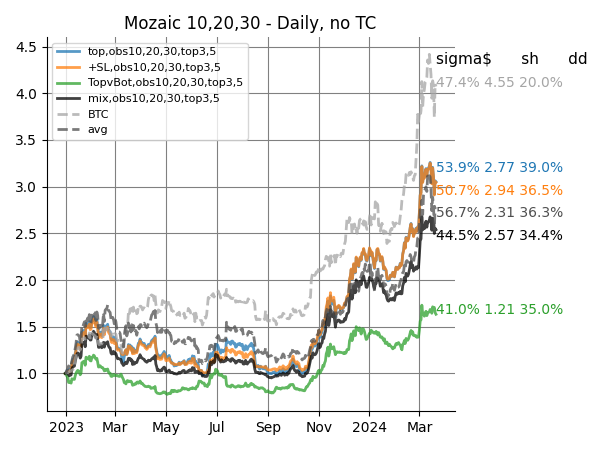 Mozaic 10,20,30 - Daily, no TC
sigma$ sh dd
top,obs10,20,30,top3,5
+SL,obs10,20,30,top3,5
TopvBot,obs10,20,30,top3,5
mix,obs10,20,30,top3,5
BTC
avg
47.4% 4.55 20.0%
53.9% 2.77 39.0%
50.7% 2.94 36.5%
56.7% 2.31 36.3%
44.5% 2.57 34.4%
41.0% 1.21 35.0%
4.5
4.0
3.5
3.0
2.5
2.0
1.5
1.0
2023 Mar May Jul Sep Nov 2024 Mar